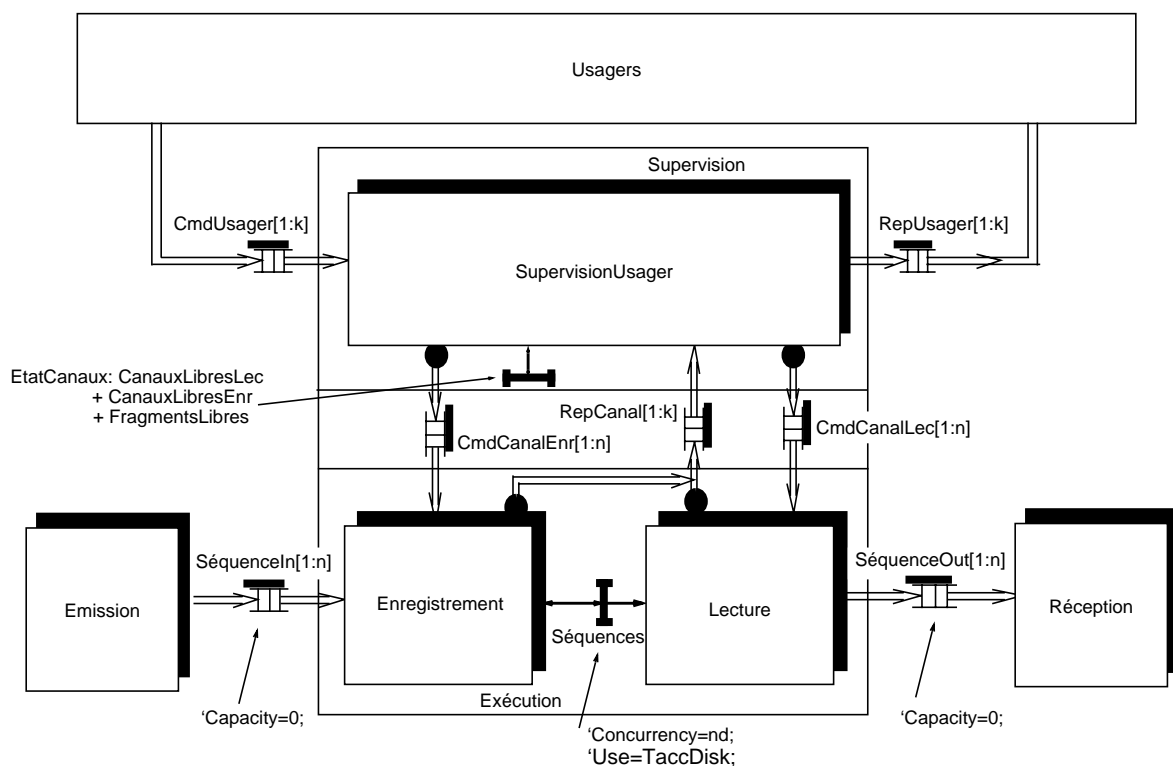 Usagers
Supervision
CmdUsager[1:k]
RepUsager[1:k]
SupervisionUsager
EtatCanaux: CanauxLibresLec
+ CanauxLibresEnr
+ FragmentsLibres
RepCanal[1:k]
CmdCanalEnr[1:n]
CmdCanalLec[1:n]
SéquenceIn[1:n]
SéquenceOut[1:n]
Emission
Enregistrement
Lecture
Réception
Séquences
Exécution
‘Capacity=0;
‘Capacity=0;
‘Concurrency=nd;
‘Use=TaccDisk;